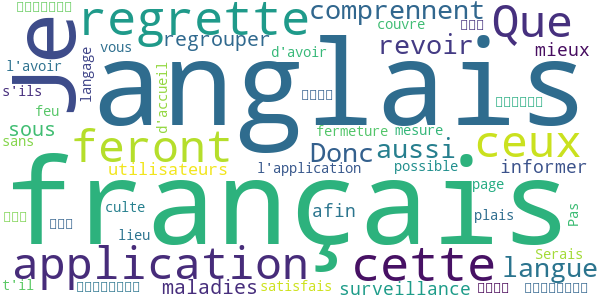 regrette
comprennent
Que
Je
regrouper
couvre
revoir
mieux
vous
d'avoir
l'avoir
langage
anglais
s'ils
d'accueil
feu
sous
sans
feront
fermeture
mesure
Donc
aussi
ceux
utilisateurs
l'application
possible
informer
français
page
culte
afin
plais
Pas
lieu
application
cette
Serais
langue
t'il
maladies
satisfais
surveillance